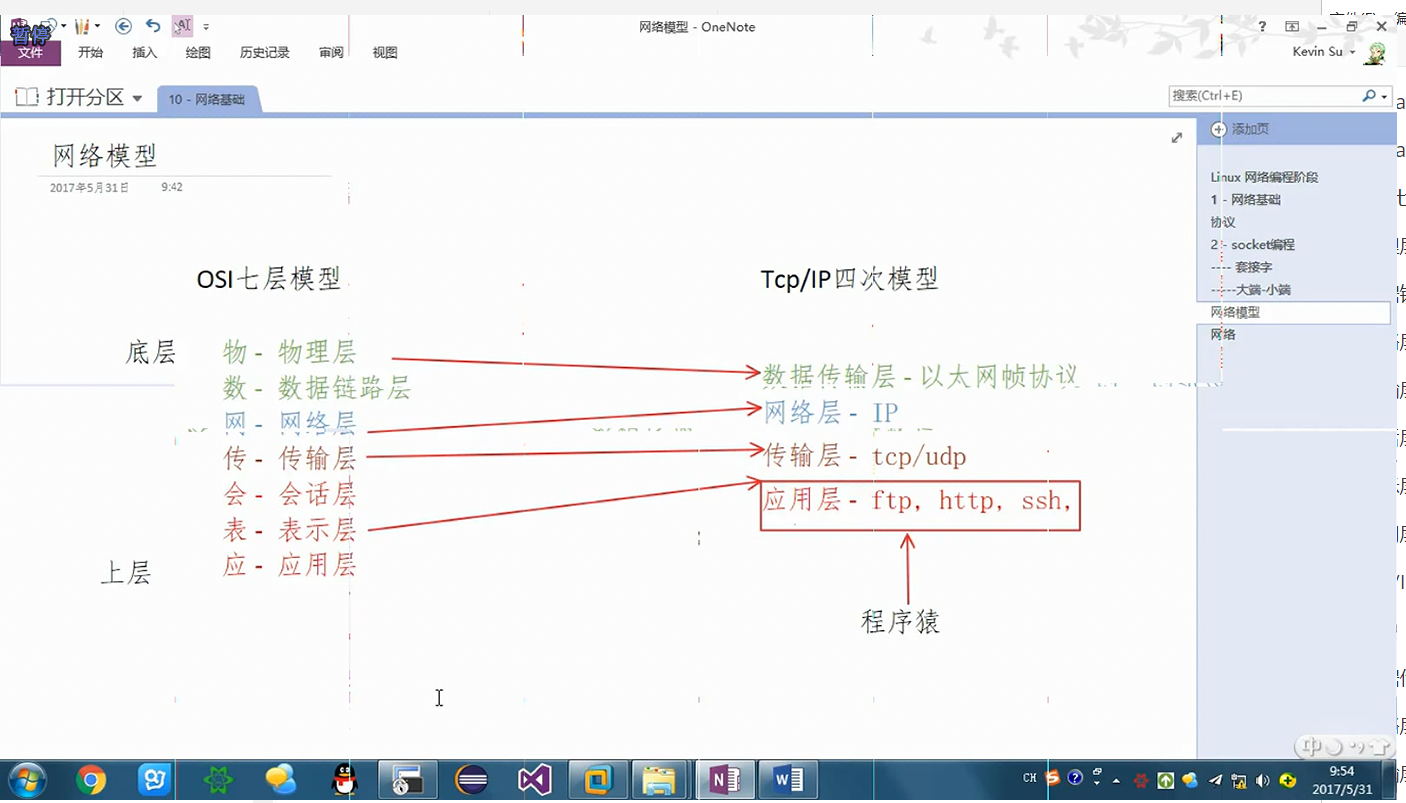 暂停
网络模型 - OneNote
文件 开始 插入 绘图 历史记录 审阅 视图
Kevin Su
打开分区
10 - 网络基础
搜索(Ctrl+E)
添加页
网络模型
2017年5月31日 9:42
Linux 网络编程阶段
1 - 网络基础
协议
2 - socket编程
---- 套接字
-----大端-小端
网络模型
网络
OSI七层模型
Tcp/IP四次模型
底层
物 - 物理层
数 - 数据链路层
网 - 网络层
传 - 传输层
会 - 会话层
表 - 表示层
应 - 应用层
上层
数据传输层 - 以太网帧协议
网络层 - IP
传输层 - tcp/udp
应用层 - ftp, http, ssh,
程序猿
中
CH
9:54
2017/5/31